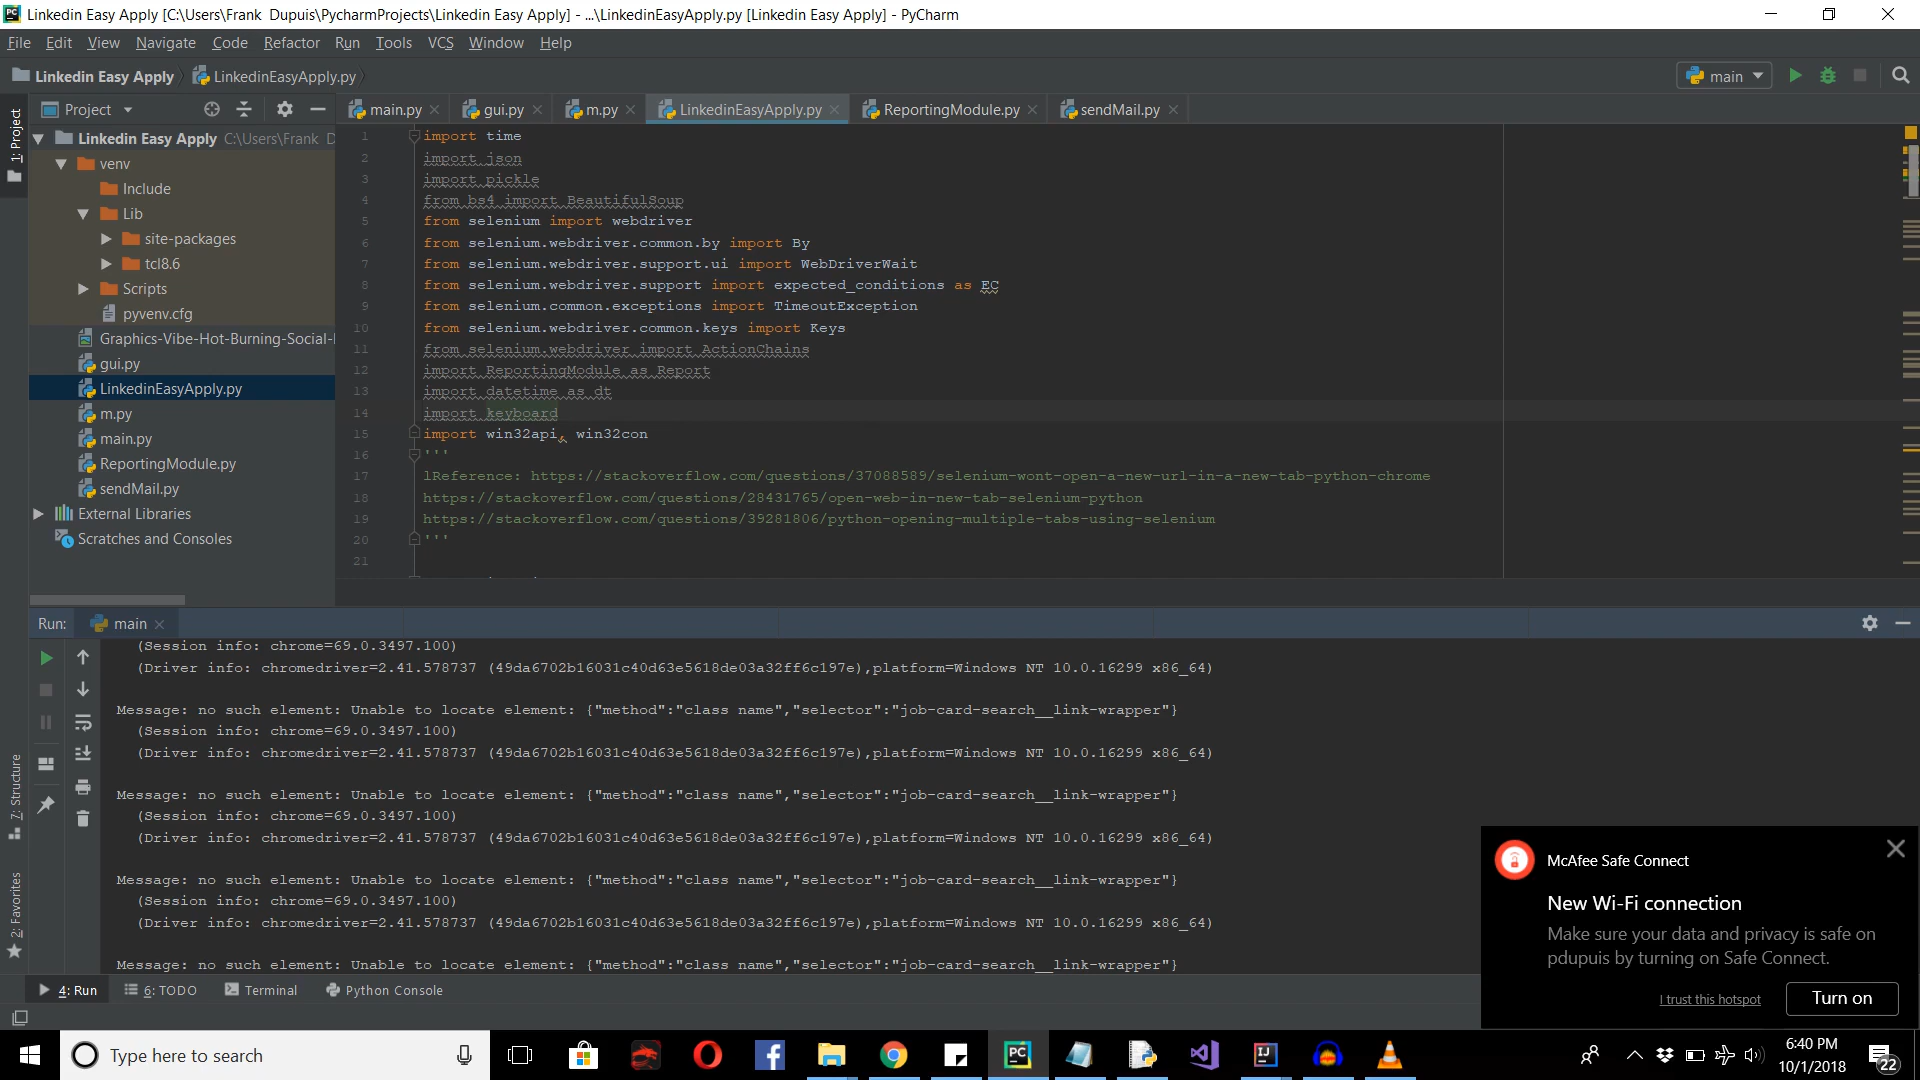 Linkedin Easy Apply [C:\Users\Frank Dupuis\PycharmProjects\Linkedin Easy Apply] - ...\LinkedinEasyApply.py [Linkedin Easy Apply] - PyCharm
File Edit View Navigate Code Refactor Run Tools VCS Window Help
Linkedin Easy Apply LinkedinEasyApply.py main
Project main.py gui.py m.py LinkedinEasyApply.py ReportingModule.py sendMail.py
1: Project
Linkedin Easy Apply C:\Users\Frank D
venv
Include
Lib
site-packages
tcl8.6
Scripts
pyvenv.cfg
Graphics-Vibe-Hot-Burning-Social-
gui.py
LinkedinEasyApply.py
m.py
main.py
ReportingModule.py
sendMail.py
External Libraries
Scratches and Consoles
1 import time
2 import json
3 import pickle
4 from bs4 import BeautifulSoup
5 from selenium import webdriver
6 from selenium.webdriver.common.by import By
7 from selenium.webdriver.support.ui import WebDriverWait
8 from selenium.webdriver.support import expected_conditions as EC
9 from selenium.common.exceptions import TimeoutException
10 from selenium.webdriver.common.keys import Keys
11 from selenium.webdriver import ActionChains
12 import ReportingModule as Report
13 import datetime as dt
14 import keyboard
15 import win32api, win32con
16 '''
17 lReference: https://stackoverflow.com/questions/37088589/selenium-wont-open-a-new-url-in-a-new-tab-python-chrome
18 https://stackoverflow.com/questions/28431765/open-web-in-new-tab-selenium-python
19 https://stackoverflow.com/questions/39281806/python-opening-multiple-tabs-using-selenium
20 '''
21
Run: main
(Session info: chrome=69.0.3497.100)
(Driver info: chromedriver=2.41.578737 (49da6702b16031c40d63e5618de03a32ff6c197e),platform=Windows NT 10.0.16299 x86_64)
Message: no such element: Unable to locate element: {"method":"class name","selector":"job-card-search__link-wrapper"}
(Session info: chrome=69.0.3497.100)
(Driver info: chromedriver=2.41.578737 (49da6702b16031c40d63e5618de03a32ff6c197e),platform=Windows NT 10.0.16299 x86_64)
Message: no such element: Unable to locate element: {"method":"class name","selector":"job-card-search__link-wrapper"}
(Session info: chrome=69.0.3497.100)
(Driver info: chromedriver=2.41.578737 (49da6702b16031c40d63e5618de03a32ff6c197e),platform=Windows NT 10.0.16299 x86_64)
Message: no such element: Unable to locate element: {"method":"class name","selector":"job-card-search__link-wrapper"}
(Session info: chrome=69.0.3497.100)
(Driver info: chromedriver=2.41.578737 (49da6702b16031c40d63e5618de03a32ff6c197e),platform=Windows NT 10.0.16299 x86_64)
Message: no such element: Unable to locate element: {"method":"class name","selector":"job-card-search__link-wrapper"}
7: Structure
2: Favorites
McAfee Safe Connect
New Wi-Fi connection
Make sure your data and privacy is safe on
pdupuis by turning on Safe Connect.
I trust this hotspot Turn on
4: Run 6: TODO Terminal Python Console
Type here to search
6:40 PM
10/1/2018
22